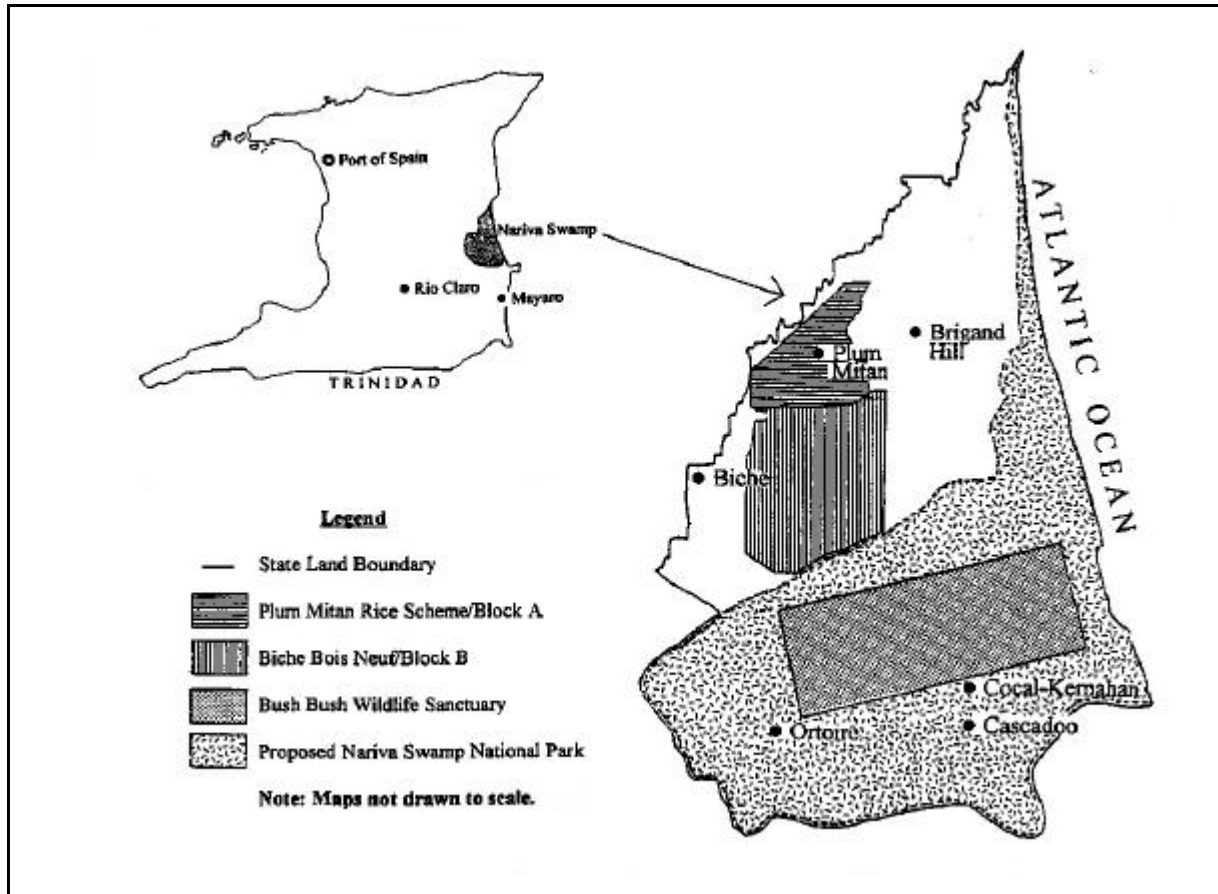 Port of Spain
Nariva Swamp
Rio Claro
Mayaro
TRINIDAD
ATLANTIC OCEAN
Brigand
Hill
Plum
Mitan
Biche
Cocal-Kernahan
Cascadoo
Ortoire
Legend
State Land Boundary
Plum Mitan Rice Scheme/Block A
Biche Bois Neuf/Block B
Bush Bush Wildlife Sanctuary
Proposed Nariva Swamp National Park
Note: Maps not drawn to scale.